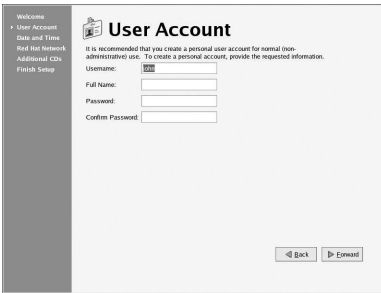 Welcome
User Account
Date and Time
Red Hat Network
Additional CDs
Finish Setup
User Account
It is recommended that you create a personal user account for normal (non-
administrative) use. To create a personal account, provide the requested information.
Username:
Full Name:
Password:
Confirm Password:
Back
Forward